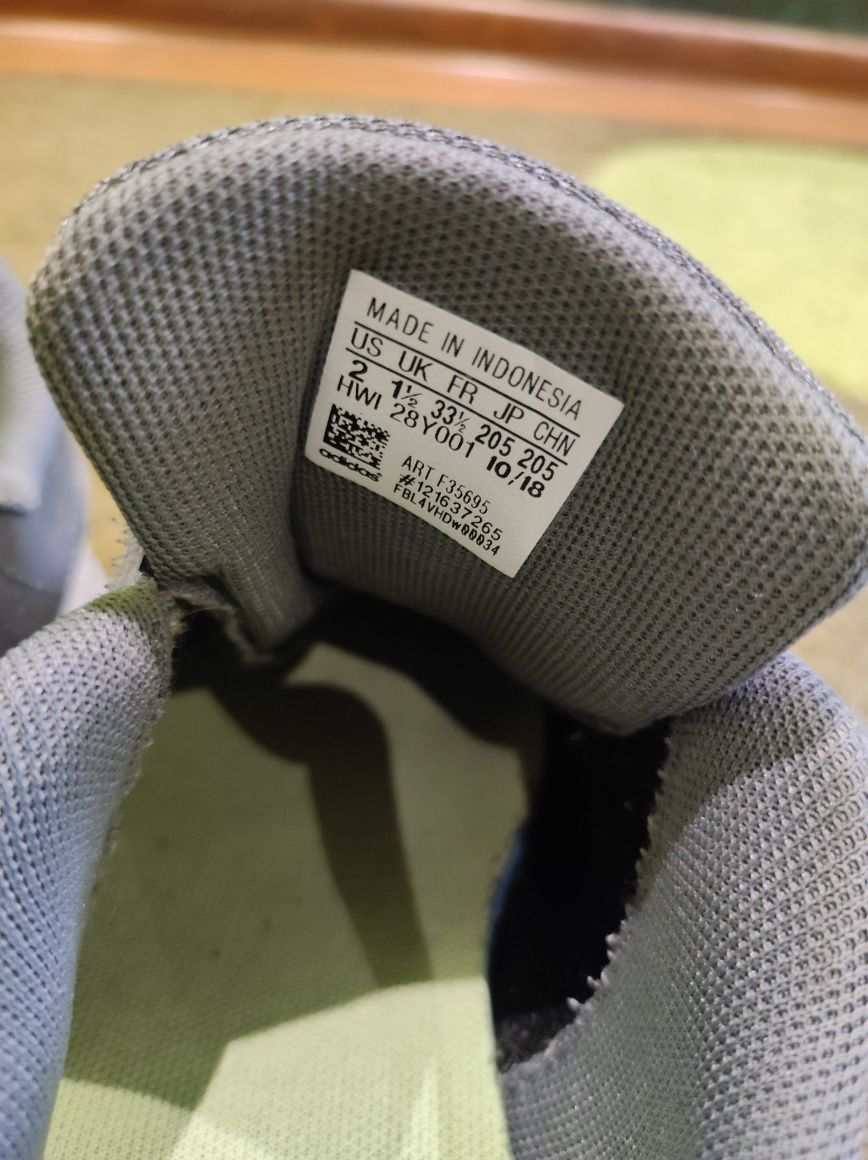 MADE IN INDONESIA
US UK FR JP CHN
2 1½ 33½ 205 205
HWI 28Y001 10/18
adidas
ART F35695
#121637265
FBL4VHDW00034